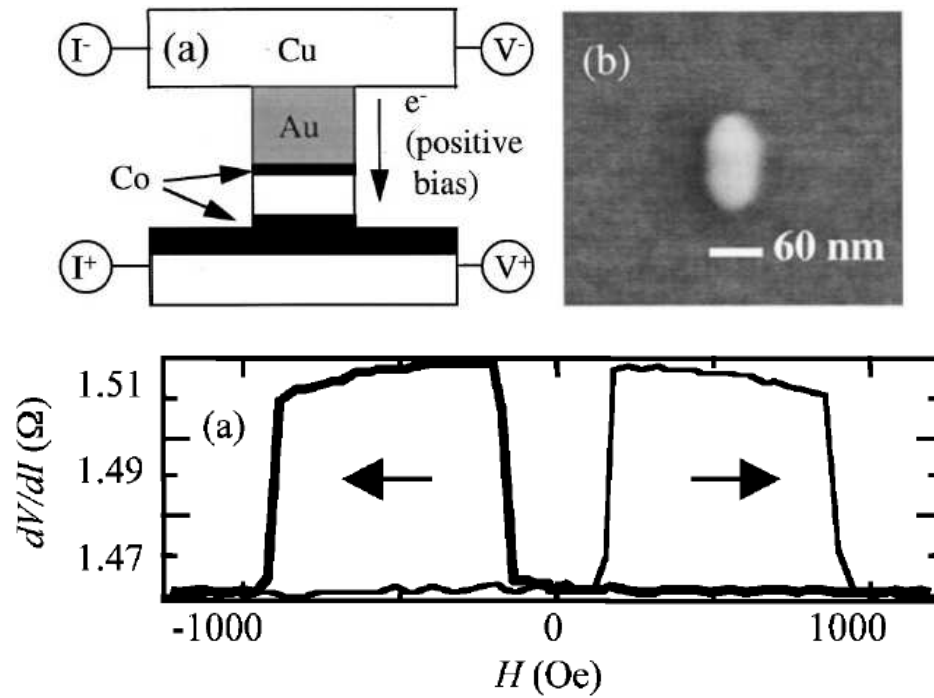 I- (a) Cu V-
Au e-
(positive
bias)
Co
I+ V+
(b)
60 nm
1.51
(a)
1.49
1.47
dV/dI (Ω)
-1000 0 1000
H (Oe)